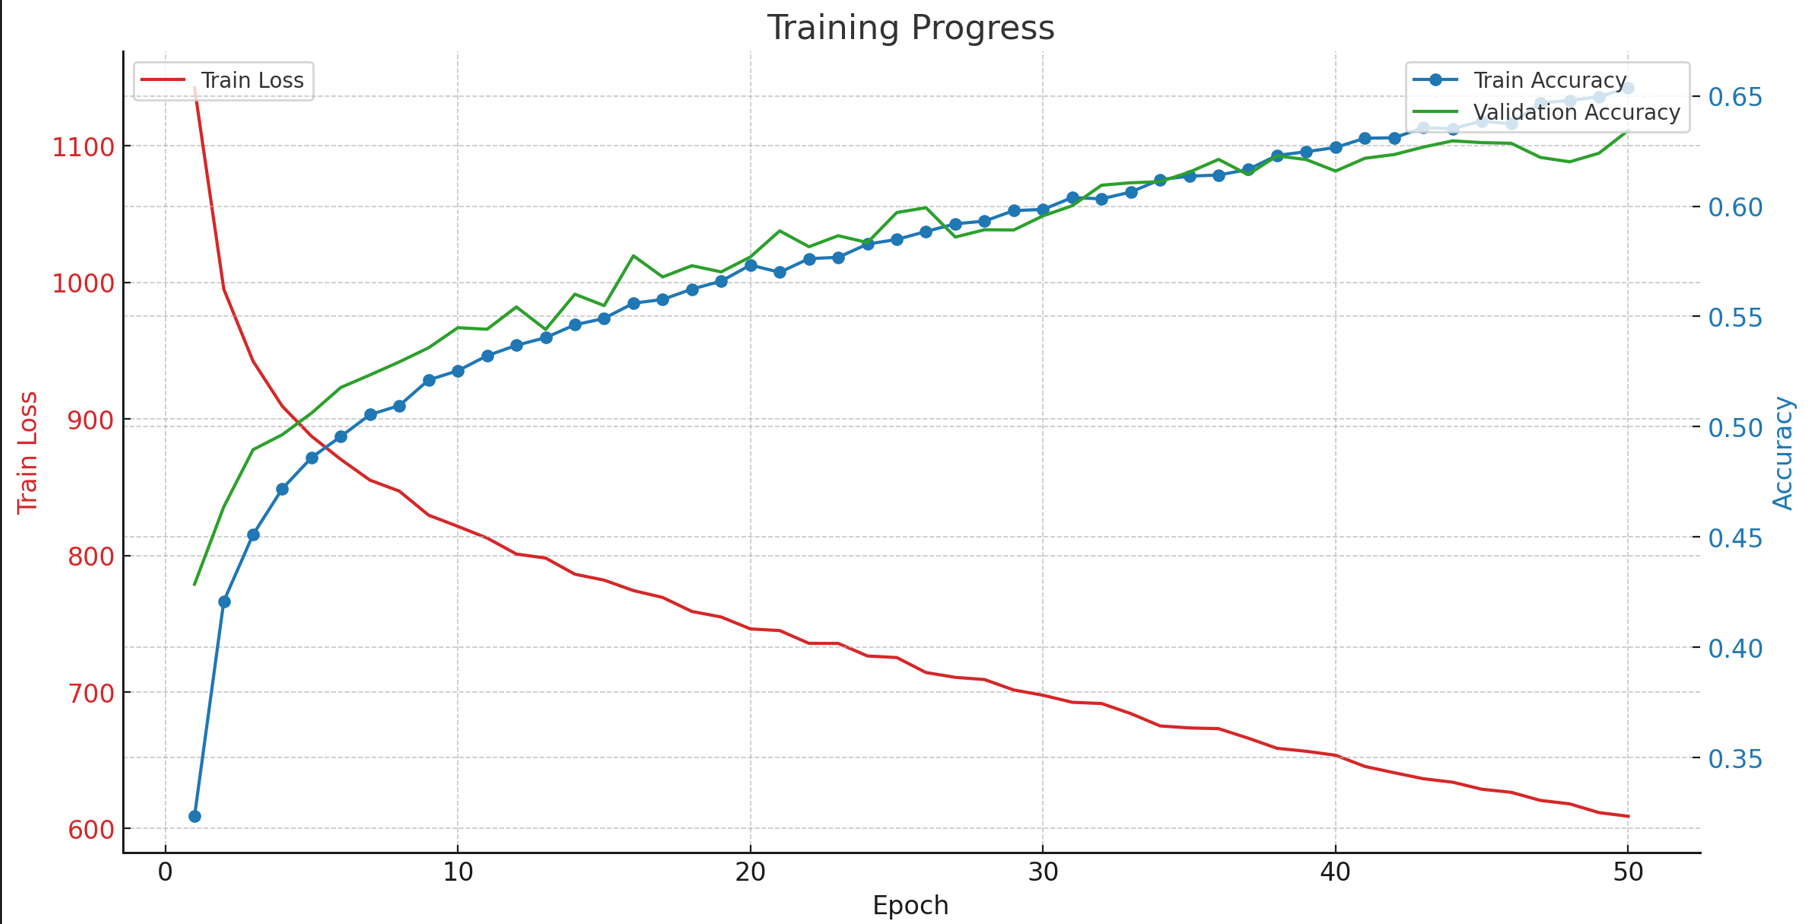 Training Progress
Train Loss
Train Accuracy
Validation Accuracy
1100
1000
900
800
700
600
Train Loss
0.65
0.60
0.55
0.50
0.45
0.40
0.35
Accuracy
0 10 20 30 40 50
Epoch